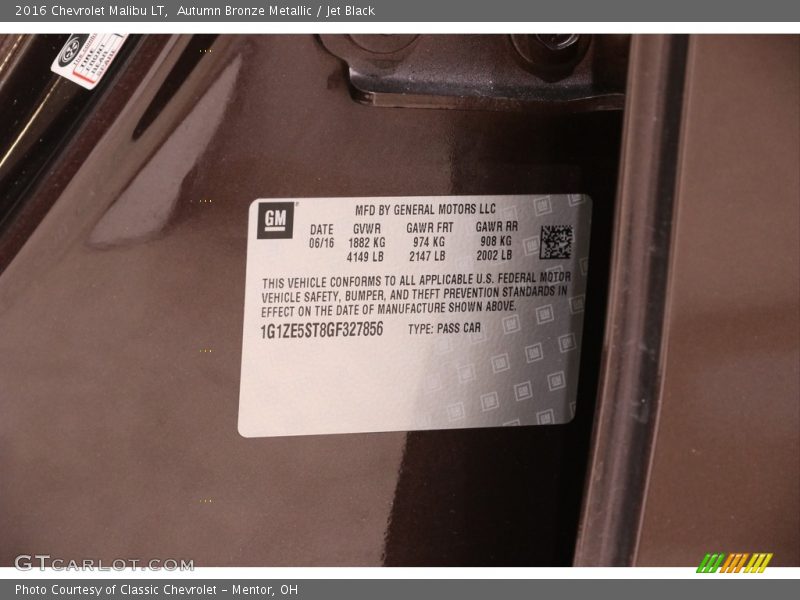 2016 Chevrolet Malibu LT,  Autumn Bronze Metallic / Jet Black
GM
MFD BY GENERAL MOTORS LLC
DATE GVWR GAWR FRT GAWR RR
06/16 1882 KG 974 KG 908 KG
4149 LB 2147 LB 2002 LB
THIS VEHICLE CONFORMS TO ALL APPLICABLE U.S. FEDERAL MOTOR
VEHICLE SAFETY, BUMPER, AND THEFT PREVENTION STANDARDS IN
EFFECT ON THE DATE OF MANUFACTURE SHOWN ABOVE.
1G1ZE5ST8GF327856 TYPE: PASS CAR
GTCARLOT.COM
Photo Courtesy of Classic Chevrolet - Mentor, OH